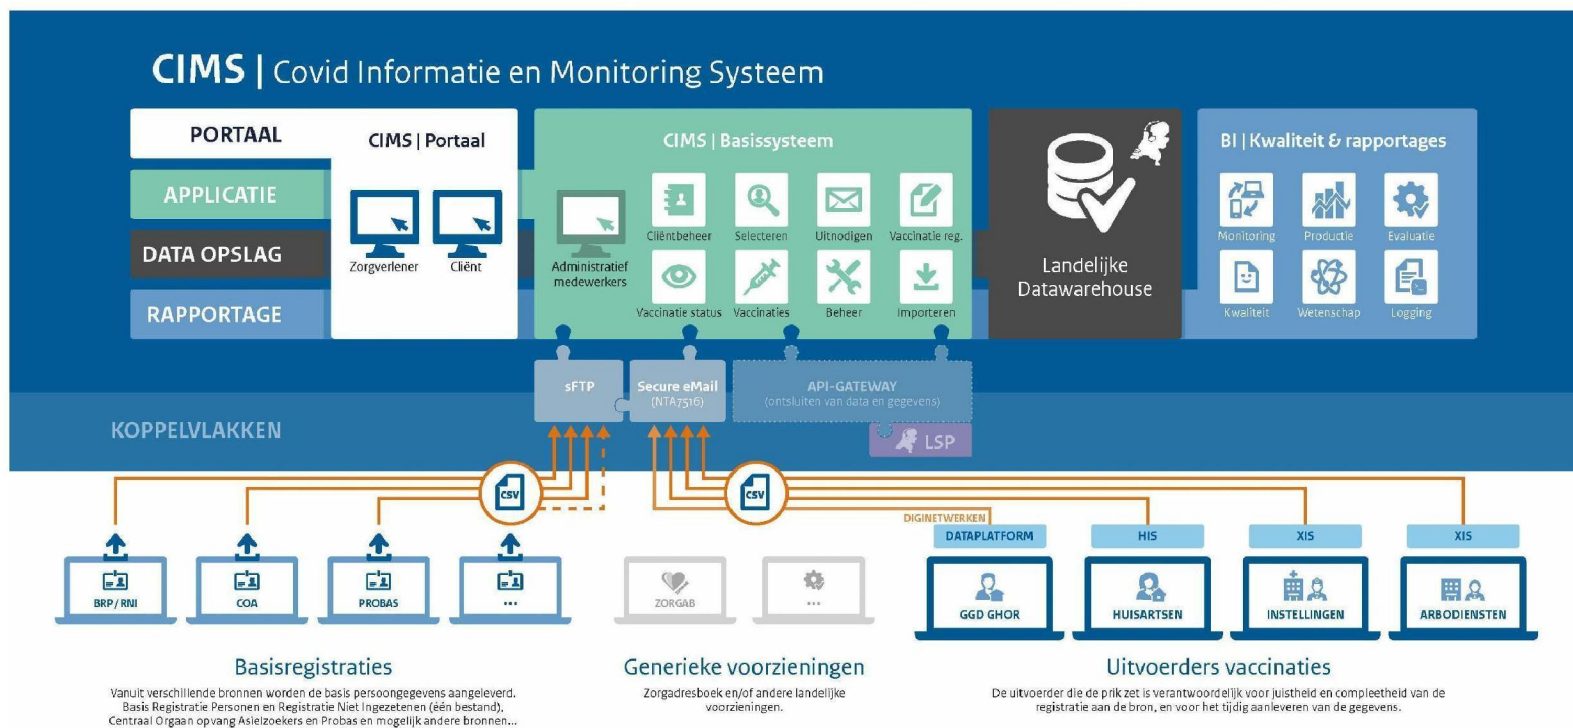 CIMS | Covid Informatie en Monitoring Systeem
PORTAAL
APPLICATIE
DATA OPSLAG
RAPPORTAGE
CIMS | Portaal
Zorgverlener
Cliënt
CIMS | Basissysteem
Administratief
medewerkers
Cliëntbeheer
Selecteren
Uitnodigen
Vaccinatie reg.
Vaccinatie status
Vaccinaties
Beheer
Importeren
Landelijke
Datawarehouse
BI | Kwaliteit & rapportages
Monitoring
Productie
Evaluatie
Kwaliteit
Wetenschap
Logging
sFTP
Secure eMail
(NTA7516)
API-GATEWAY
(ontsluiten van data en gegevens)
LSP
KOPPELVLAKKEN
CSV
CSV
DIGINETWERKEN
DATAPLATFORM
HIS
XIS
XIS
BRP/RNI
COA
PROBAS
...
ZORGAB
...
GGD GHOR
HUISARTSEN
INSTELLINGEN
ARBODIENSTEN
Basisregistraties
Vanuit verschillende bronnen worden de basis persoongegevens aangeleverd.
Basis Registratie Personen en Registratie Niet Ingezetenen (één bestand),
Centraal Orgaan opvang Asielzoekers en Probas en mogelijk andere bronnen...
Generieke voorzieningen
Zorgadresboek en/of andere landelijke
voorzieningen.
Uitvoerders vaccinaties
De uitvoerder die de prik zet is verantwoordelijk voor juistheid en compleetheid van de
registratie aan de bron, en voor het tijdig aanleveren van de gegevens.